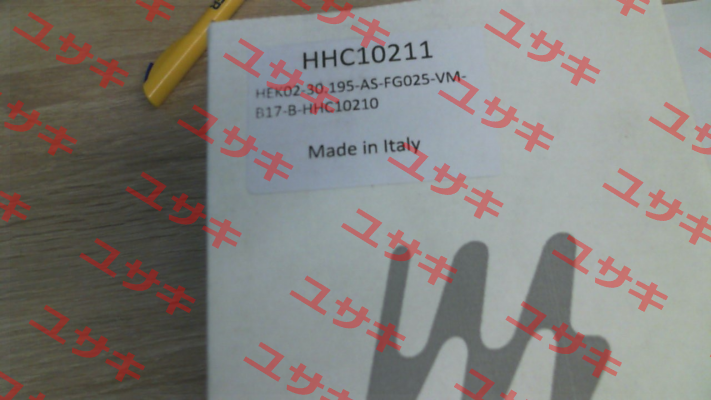 HHC10211
HEK02-30.195-AS-FG025-VM-
B17-B-HHC10210
Made in Italy
ユサキ